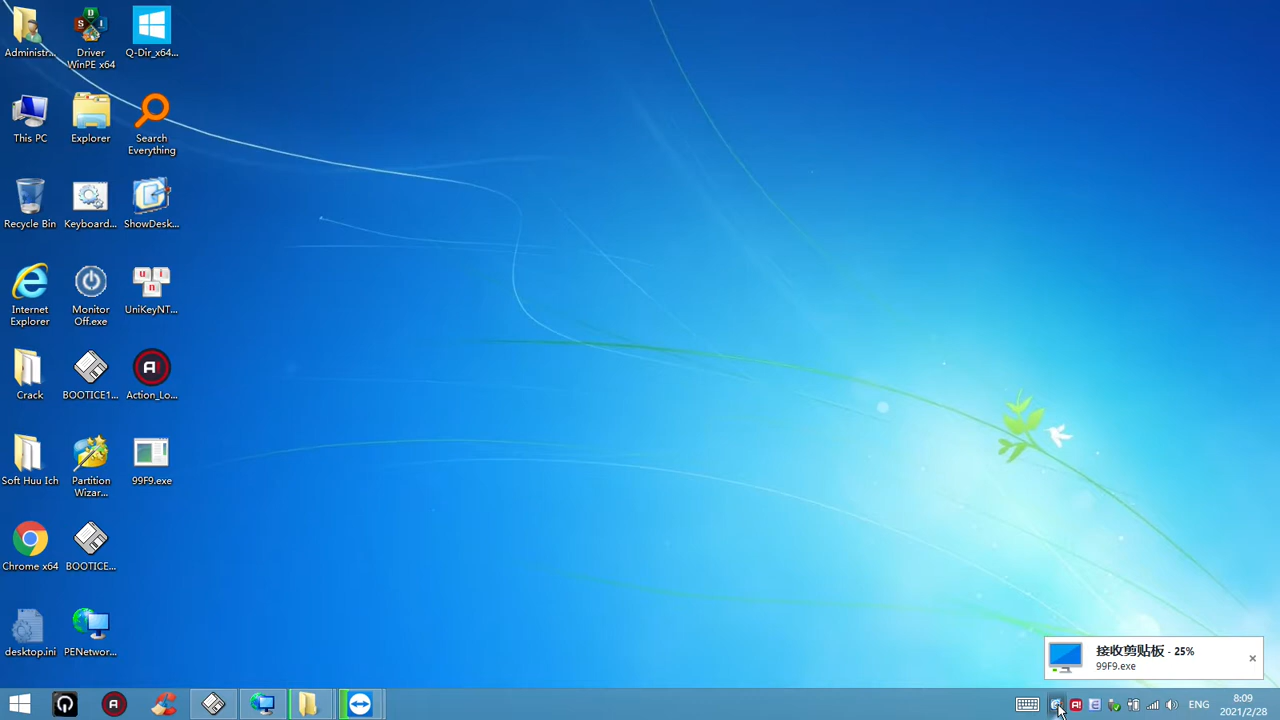 Administr...
Driver
WinPE x64
Q-Dir_x64...
This PC
Explorer
Search
Everything
Recycle Bin
Keyboard...
ShowDesk...
Internet
Explorer
Monitor
Off.exe
UniKeyNT...
Crack
BOOTICE1...
Action_Lo...
Soft Huu Ich
Partition
Wizar...
99F9.exe
Chrome x64
BOOTICE...
desktop.ini
PENetwor...
接收剪贴板 - 25%
99F9.exe
ENG
8:09
2021/2/28